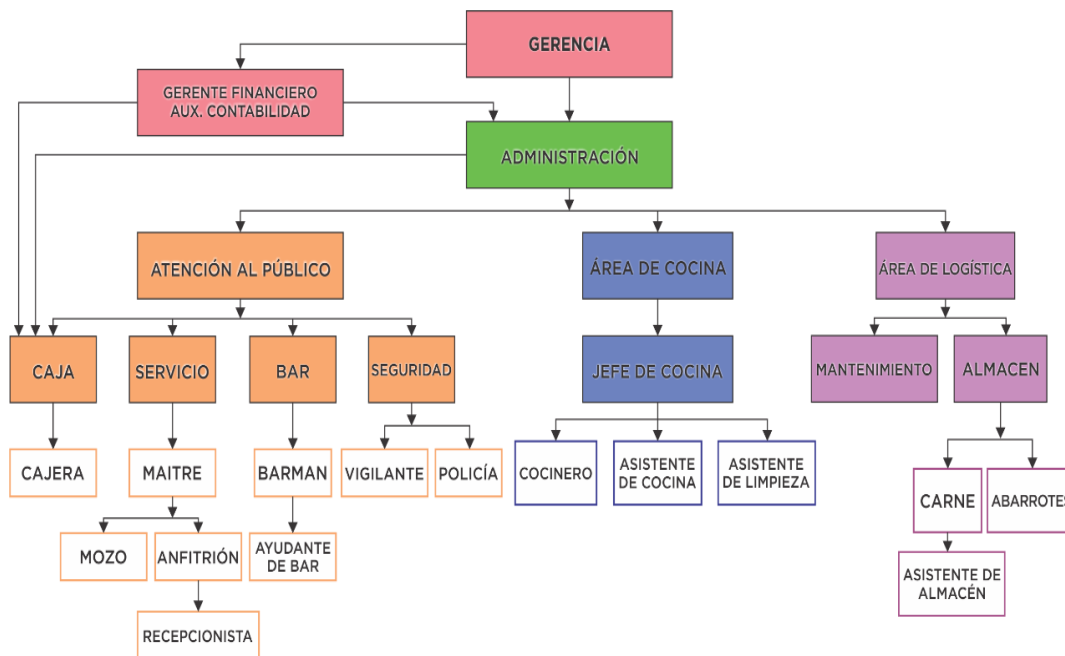 GERENCIA
GERENTE FINANCIERO
AUX. CONTABILIDAD
ADMINISTRACIÓN
ATENCIÓN AL PÚBLICO
ÁREA DE COCINA
ÁREA DE LOGÍSTICA
CAJA
SERVICIO
BAR
SEGURIDAD
JEFE DE COCINA
MANTENIMIENTO
ALMACEN
CAJERA
MAITRE
BARMAN
VIGILANTE
POLICÍA
COCINERO
ASISTENTE
DE COCINA
ASISTENTE
DE LIMPIEZA
CARNE
ABARROTES
MOZO
ANFITRIÓN
AYUDANTE
DE BAR
ASISTENTE DE
ALMACÉN
RECEPCIONISTA